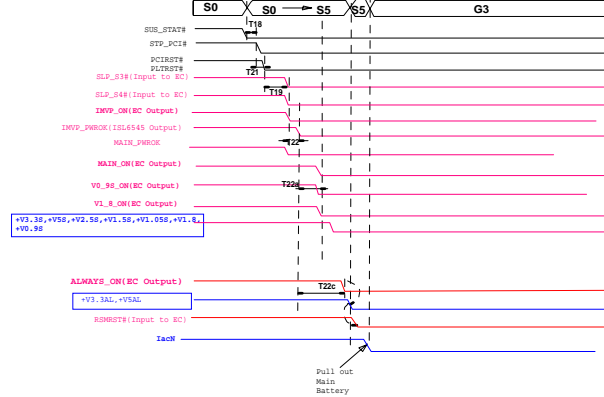 S0 S0 S5 S5 G3
T18
SUS_STAT#
STP_PCI#
PCIRST#
PLTRST#
T21
SLP_S3#(Input to EC)
T19
SLP_S4#(Input to EC)
IMVP_ON(EC Output)
IMVP_PWROK(ISL6545 Output)
MAIN_PWROK
T22
MAIN_ON(EC Output)
V0_9S_ON(EC Output)
T22a
V1_8_ON(EC Output)
+V3.3S,+V5S,+V2.5S,+V1.5S,+V1.05S,+V1.8,
+V0.9S
ALWAYS_ON(EC Output)
T22c
+V3.3AL,+V5AL
RSMRST#(Input to EC)
IacN
Pull out
Main
Battery